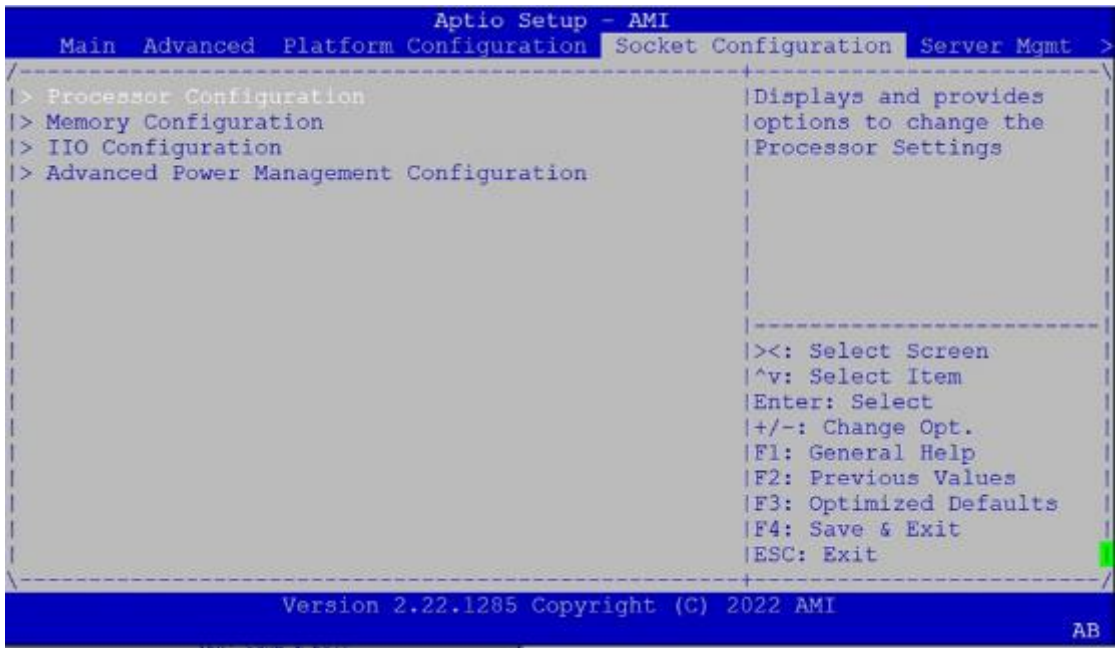 Aptio Setup - AMI
Main Advanced Platform Configuration Socket Configuration Server Mgmt >
> Processor Configuration
> Memory Configuration
> IIO Configuration
> Advanced Power Management Configuration
Displays and provides
options to change the
Processor Settings
><: Select Screen
^v: Select Item
Enter: Select
+/-: Change Opt.
F1: General Help
F2: Previous Values
F3: Optimized Defaults
F4: Save & Exit
ESC: Exit
Version 2.22.1285 Copyright (C) 2022 AMI
AB